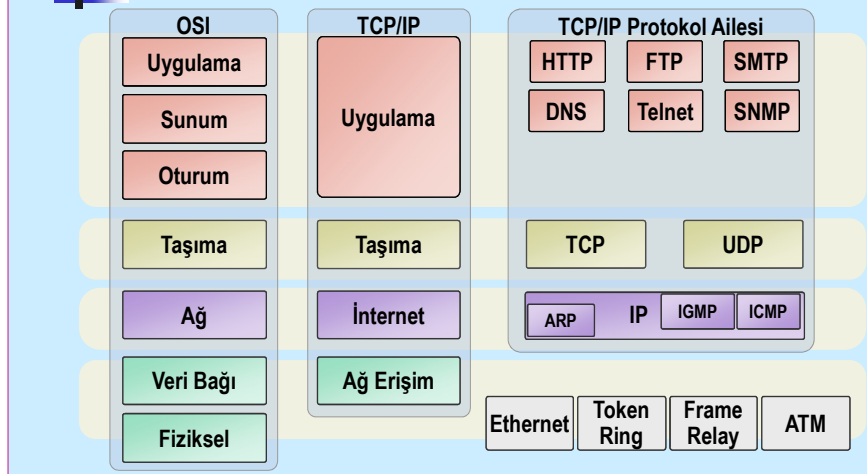 OSI
TCP/IP
TCP/IP Protokol Ailesi
Uygulama
Sunum
Oturum
Uygulama
HTTP
FTP
SMTP
DNS
Telnet
SNMP
Taşıma
Taşıma
TCP
UDP
Ağ
İnternet
ARP
IP
IGMP
ICMP
Veri Bağı
Ağ Erişim
Fiziksel
Ethernet
Token
Ring
Frame
Relay
ATM